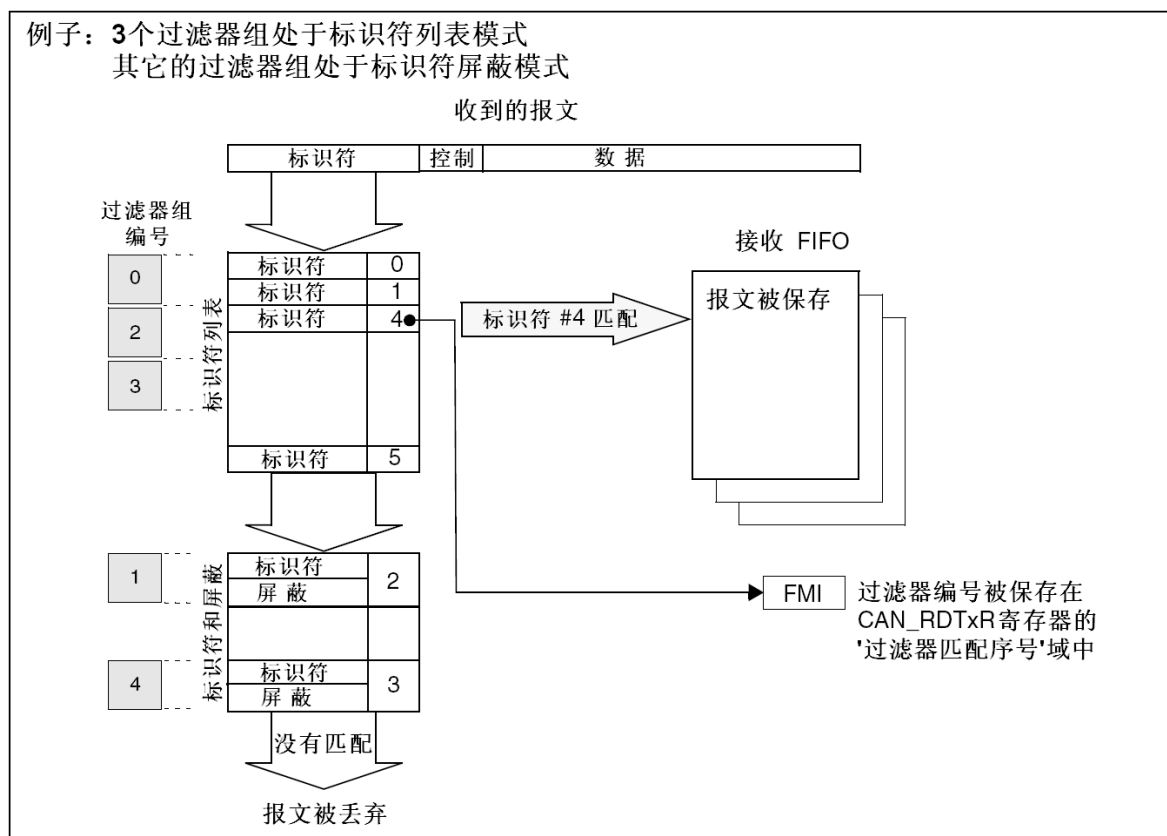 例子：3个过滤器组处于标识符列表模式
其它的过滤器组处于标识符屏蔽模式
收到的报文
标识符 控制 数 据
过滤器组
编号
0
2
3
标识符列表
标识符 0
标识符 1
标识符 4
标识符 5
标识符 #4 匹配
接收 FIFO
报文被保存
1
4
标识符和屏蔽
标识符
屏 蔽
2
标识符
屏 蔽
3
FMI
过滤器编号被保存在
CAN_RDTxR寄存器的
'过滤器匹配序号'域中
没有匹配
报文被丢弃